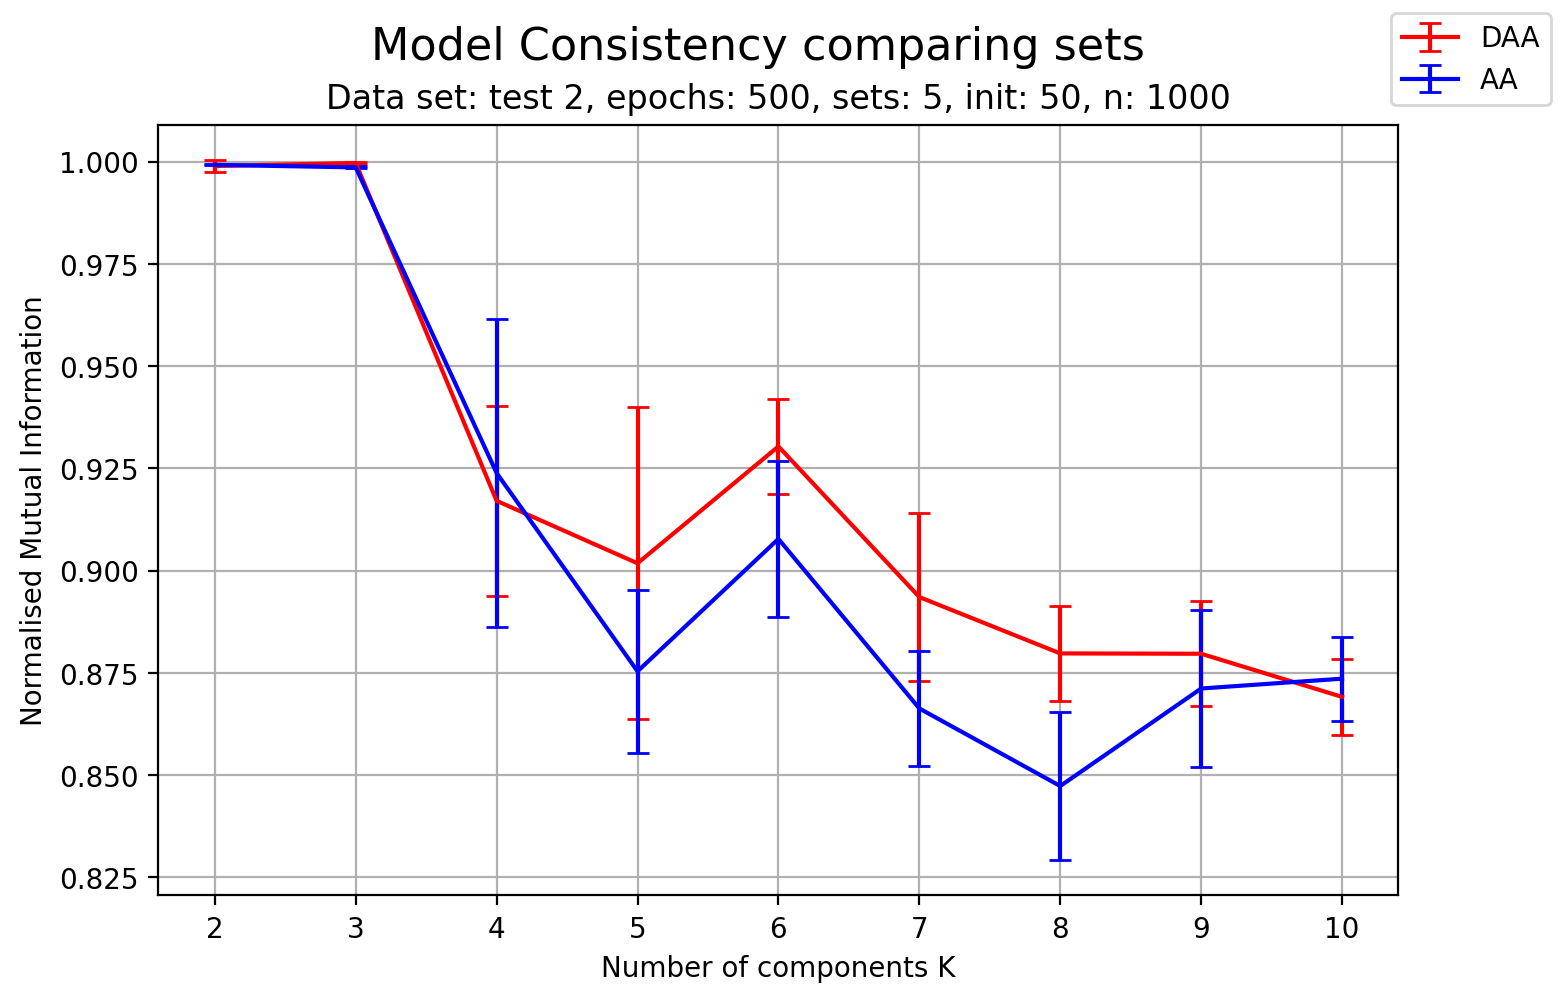 Model Consistency comparing sets
Data set: test 2, epochs: 500, sets: 5, init: 50, n: 1000
DAA
AA
Normalised Mutual Information
1.000
0.975
0.950
0.925
0.900
0.875
0.850
0.825
2 3 4 5 6 7 8 9 10
Number of components K